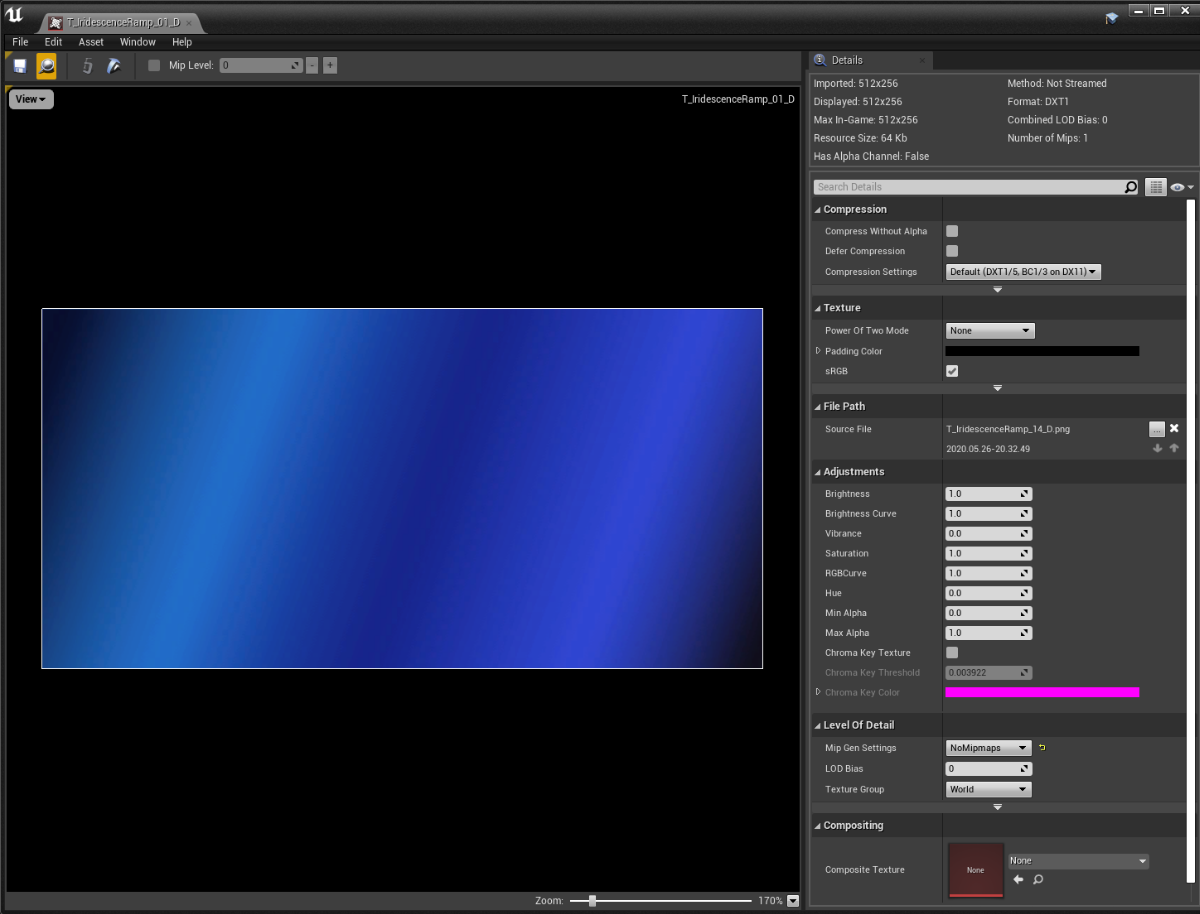 T_IridescenceRamp_01_D
File Edit Asset Window Help
Mip Level: 0 - +
View
T_IridescenceRamp_01_D
Zoom: 170%
Details
Imported: 512x256 Method: Not Streamed
Displayed: 512x256 Format: DXT1
Max In-Game: 512x256 Combined LOD Bias: 0
Resource Size: 64 Kb Number of Mips: 1
Has Alpha Channel: False
Search Details
Compression
Compress Without Alpha
Defer Compression
Compression Settings Default (DXT1/5, BC1/3 on DX11)
Texture
Power Of Two Mode None
Padding Color
sRGB
File Path
Source File T_IridescenceRamp_14_D.png ...
2020.05.26-20.32.49
Adjustments
Brightness 1.0
Brightness Curve 1.0
Vibrance 0.0
Saturation 1.0
RGBCurve 1.0
Hue 0.0
Min Alpha 0.0
Max Alpha 1.0
Chroma Key Texture
Chroma Key Threshold 0.003922
Chroma Key Color
Level Of Detail
Mip Gen Settings NoMipmaps
LOD Bias 0
Texture Group World
Compositing
Composite Texture None None